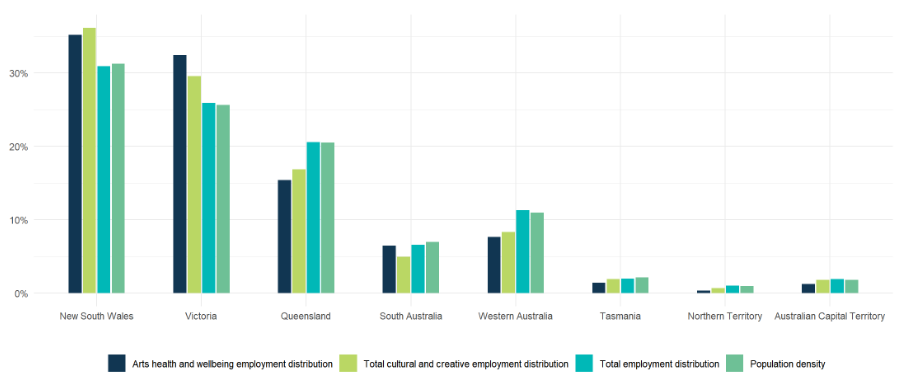 30%
20%
10%
0%
New South Wales Victoria Queensland South Australia Western Australia Tasmania Northern Territory Australian Capital Territory
Arts health and wellbeing employment distribution Total cultural and creative employment distribution Total employment distribution Population density